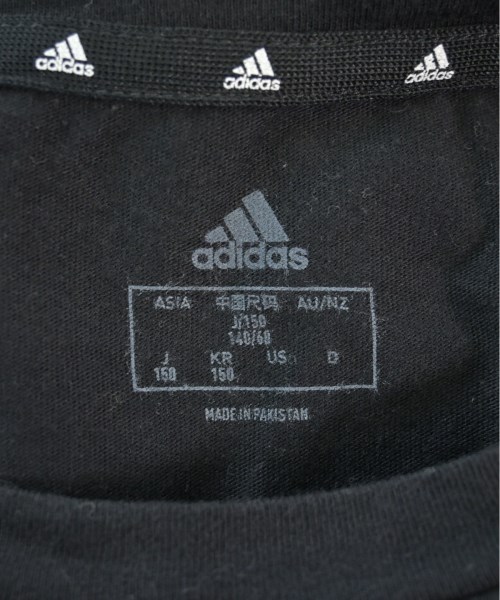 adidas adidas adidas
adidas
ASIA 中国尺码 AU/NZ
J/150
140/60
J KR US D
150 150
MADE IN PAKISTAN